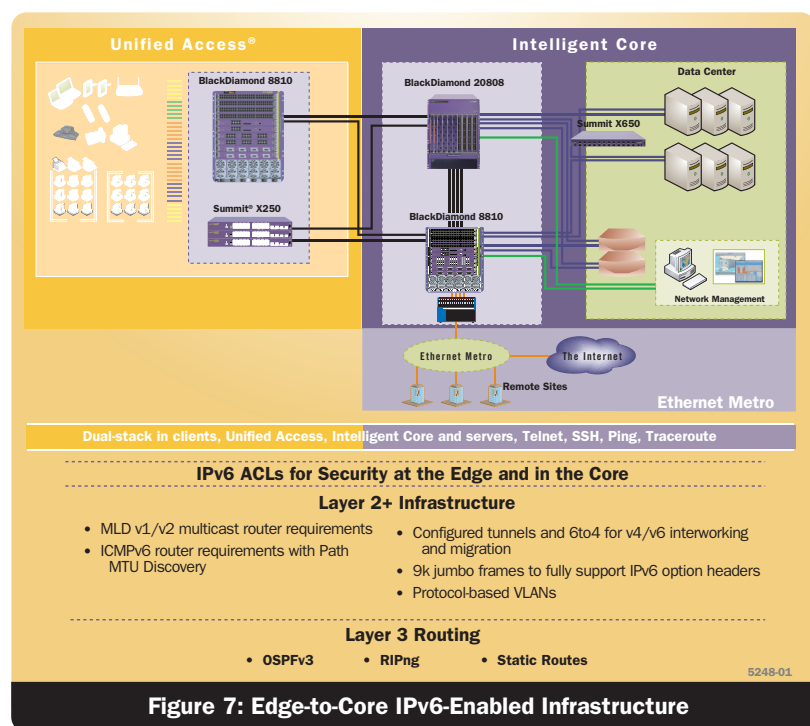 Unified Access®
Intelligent Core
BlackDiamond 8810
BlackDiamond 20808
Data Center
Summit X650
Summit® X250
BlackDiamond 8810
Network Management
Ethernet Metro
The Internet
Remote Sites
Ethernet Metro
Dual-stack in clients, Unified Access, Intelligent Core and servers, Telnet, SSH, Ping, Traceroute
IPv6 ACLs for Security at the Edge and in the Core
Layer 2+ Infrastructure
• MLD v1/v2 multicast router requirements
• ICMPv6 router requirements with Path
MTU Discovery
• Configured tunnels and 6to4 for v4/v6 interworking
and migration
• 9k jumbo frames to fully support IPv6 option headers
• Protocol-based VLANs
Layer 3 Routing
• OSPFv3 • RIPng • Static Routes
5248-01
Figure 7: Edge-to-Core IPv6-Enabled Infrastructure